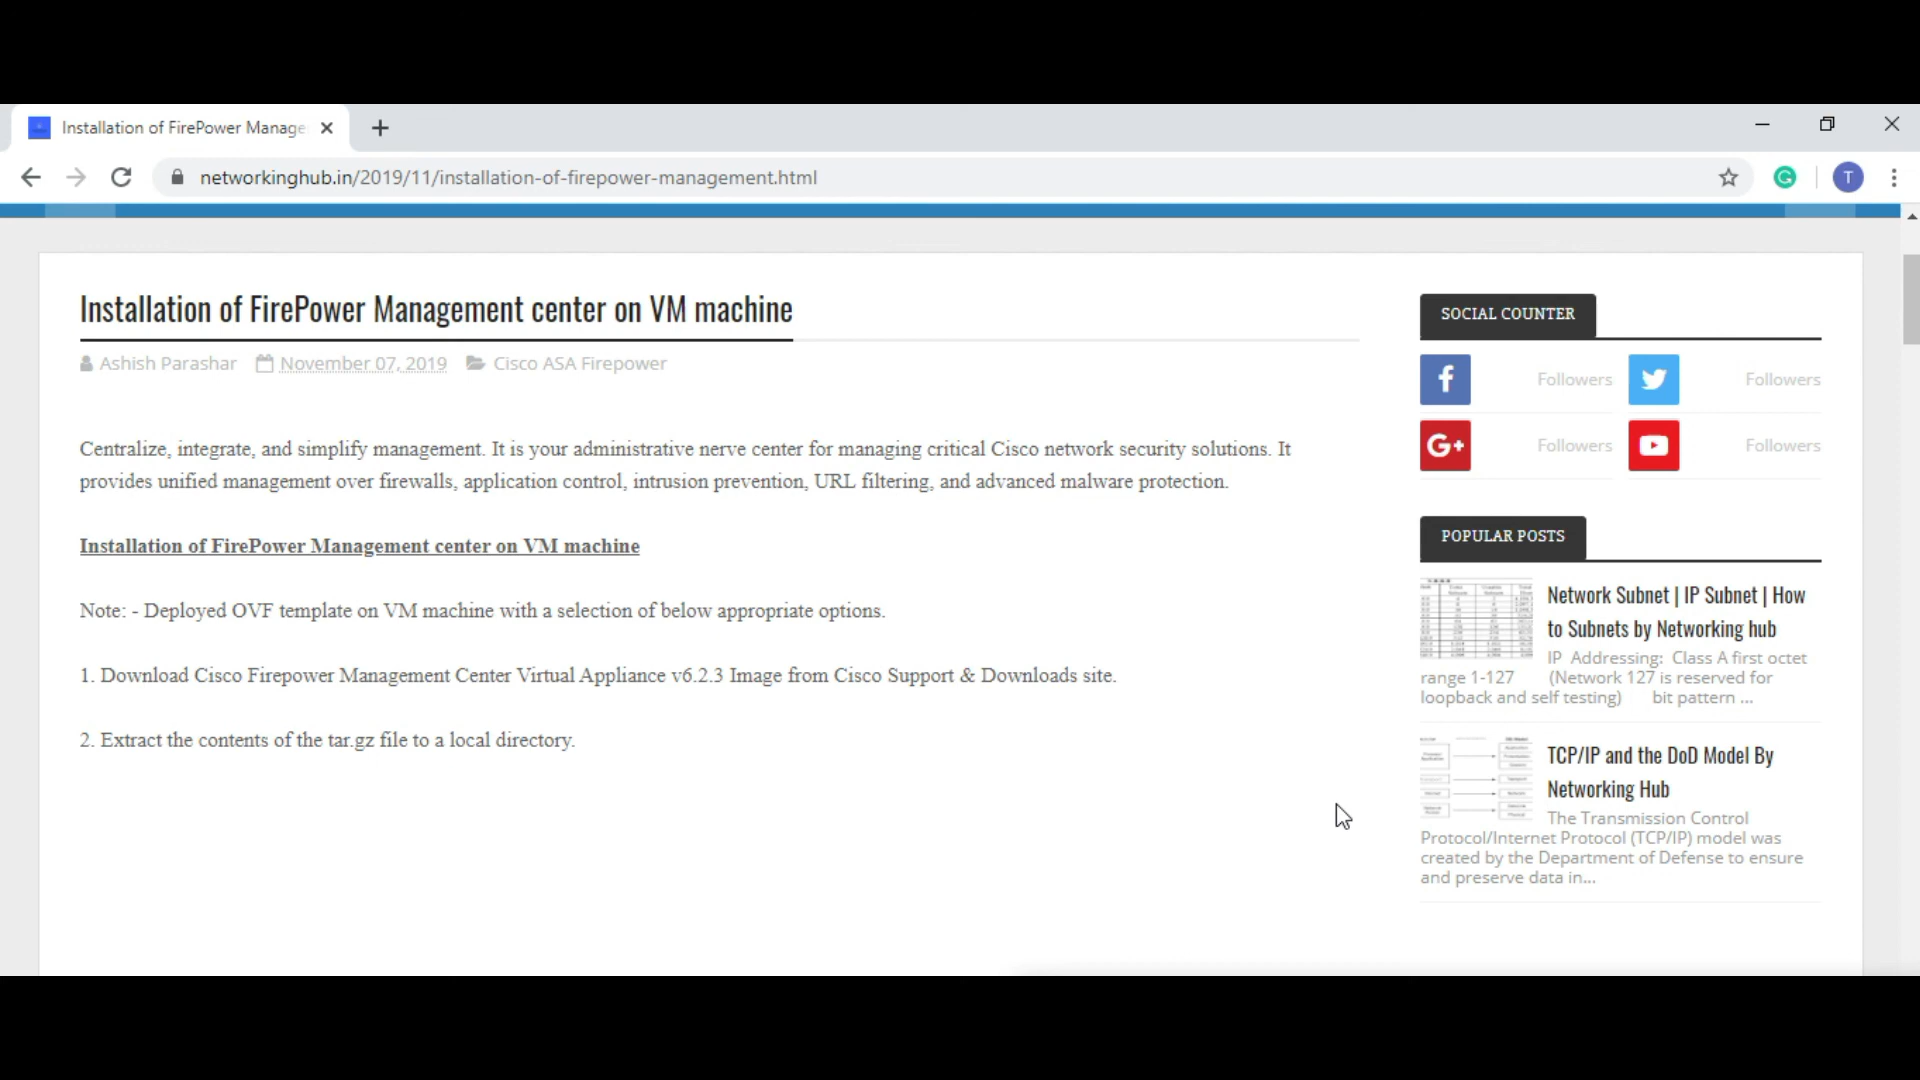 Installation of FirePower Manage
networkinghub.in/2019/11/installation-of-firepower-management.html
T
Installation of FirePower Management center on VM machine
Ashish Parashar November 07, 2019 Cisco ASA Firepower
Centralize, integrate, and simplify management. It is your administrative nerve center for managing critical Cisco network security solutions. It
provides unified management over firewalls, application control, intrusion prevention, URL filtering, and advanced malware protection.
Installation of FirePower Management center on VM machine
Note: - Deployed OVF template on VM machine with a selection of below appropriate options.
1. Download Cisco Firepower Management Center Virtual Appliance v6.2.3 Image from Cisco Support & Downloads site.
2. Extract the contents of the tar.gz file to a local directory.
SOCIAL COUNTER
Followers Followers
G+ Followers Followers
POPULAR POSTS
Network Subnet | IP Subnet | How
to Subnets by Networking hub
IP Addressing: Class A first octet
range 1-127 (Network 127 is reserved for
loopback and self testing) bit pattern ...
TCP/IP and the DoD Model By
Networking Hub
The Transmission Control
Protocol/Internet Protocol (TCP/IP) model was
created by the Department of Defense to ensure
and preserve data in...